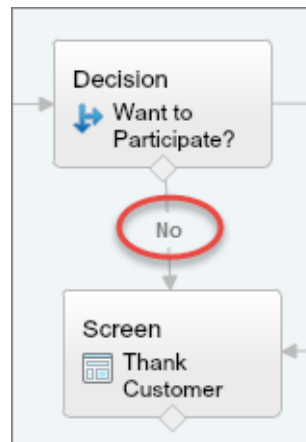 Decision
Want to
Participate?
No
Screen
Thank
Customer